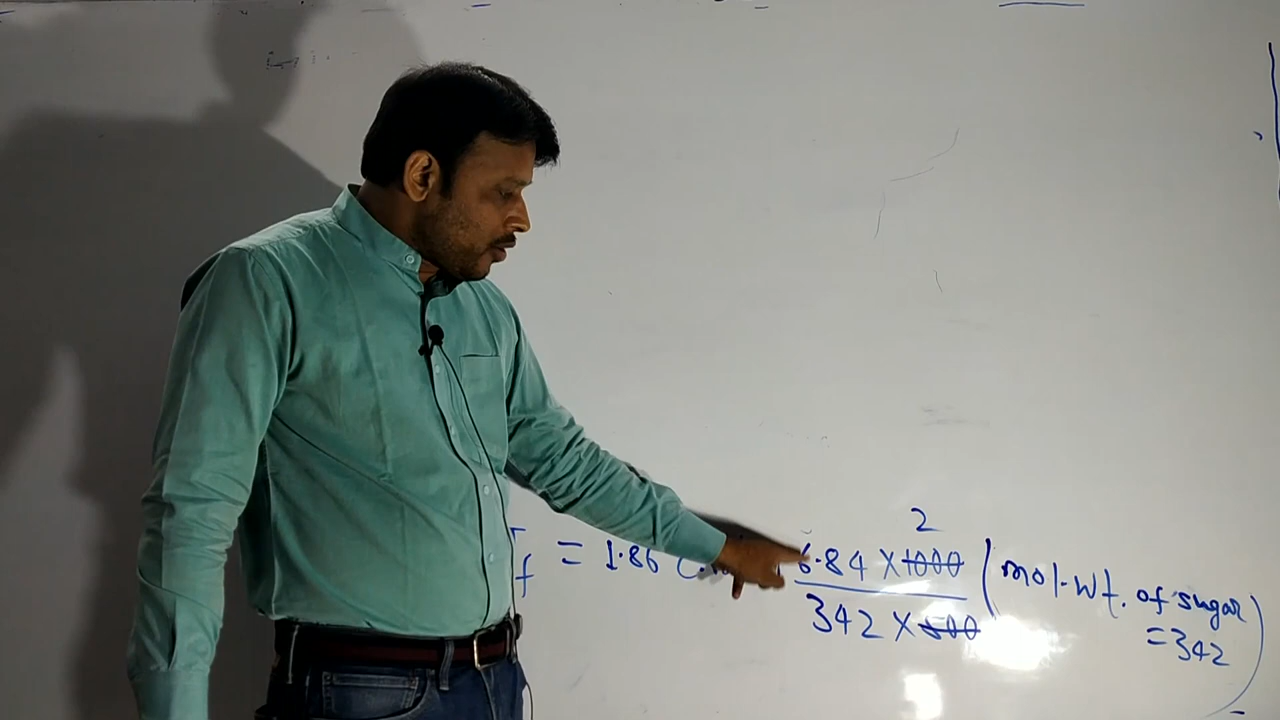 2
f = 1.86 6.84 X 1000 (mol. wt. of sugar
342 X 500 = 342)